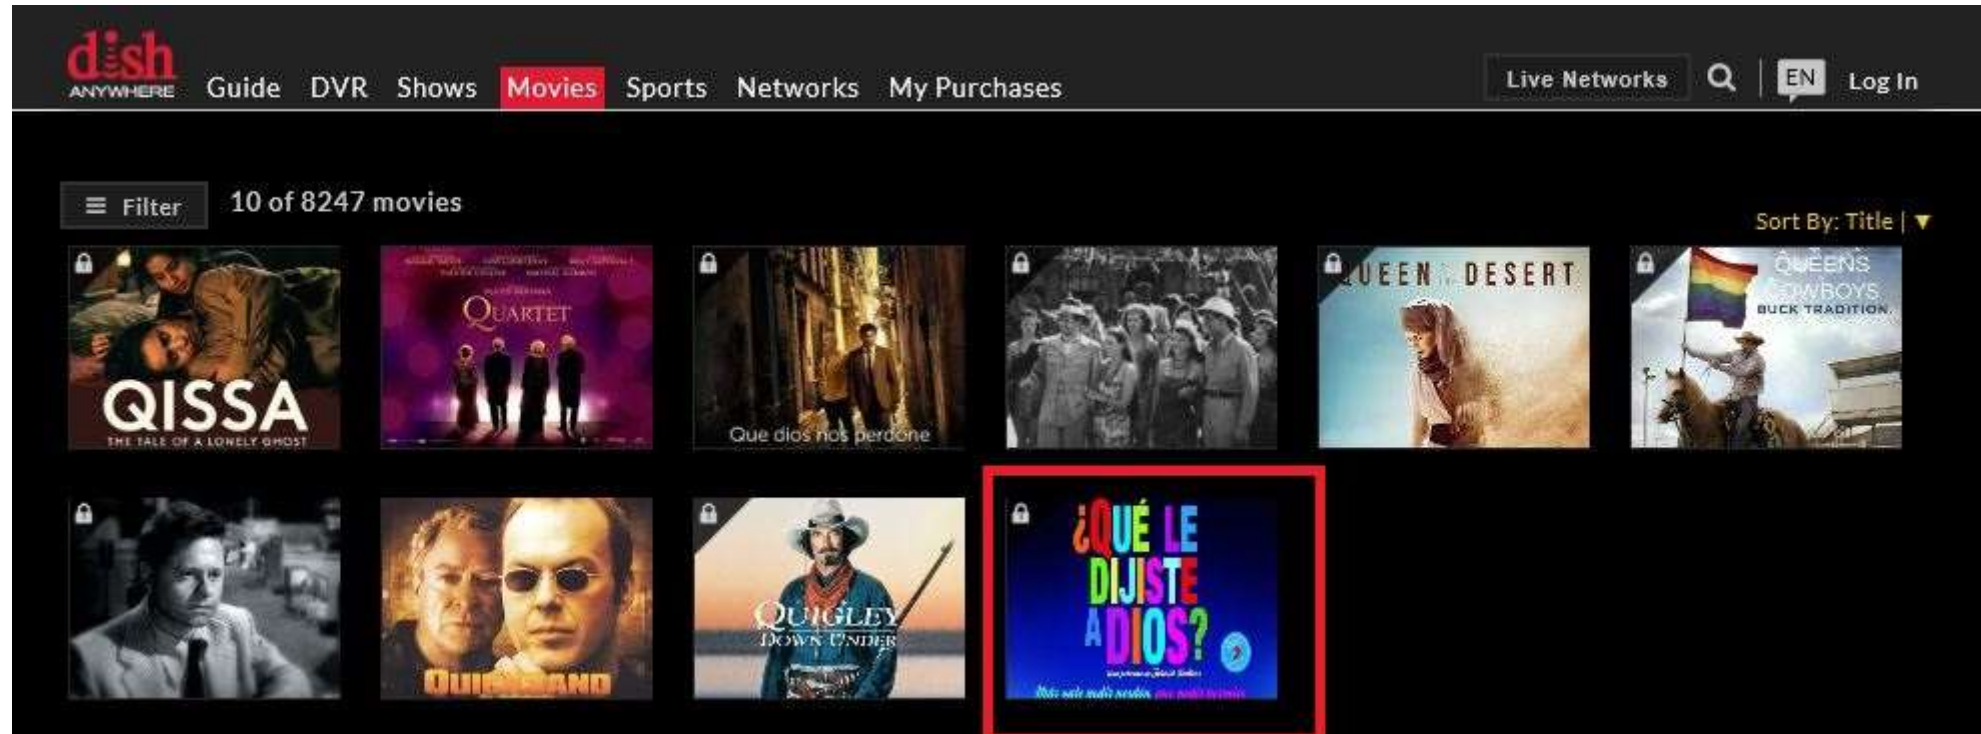 dish
ANYWHERE
Guide DVR Shows Movies Sports Networks My Purchases
Live Networks EN Log In
Filter 10 of 8247 movies
Sort By: Title | ▼
QISSA
THE TALE OF A LONELY GHOST
QUARTET
Que dios nos perdone
QUEEN DESERT
QUEENS
COWBOYS
BUCK TRADITION.
QUICKSAND
QUIGLEY
DOWN UNDER
¿QUÉ LE
DIJISTE
A DIOS?